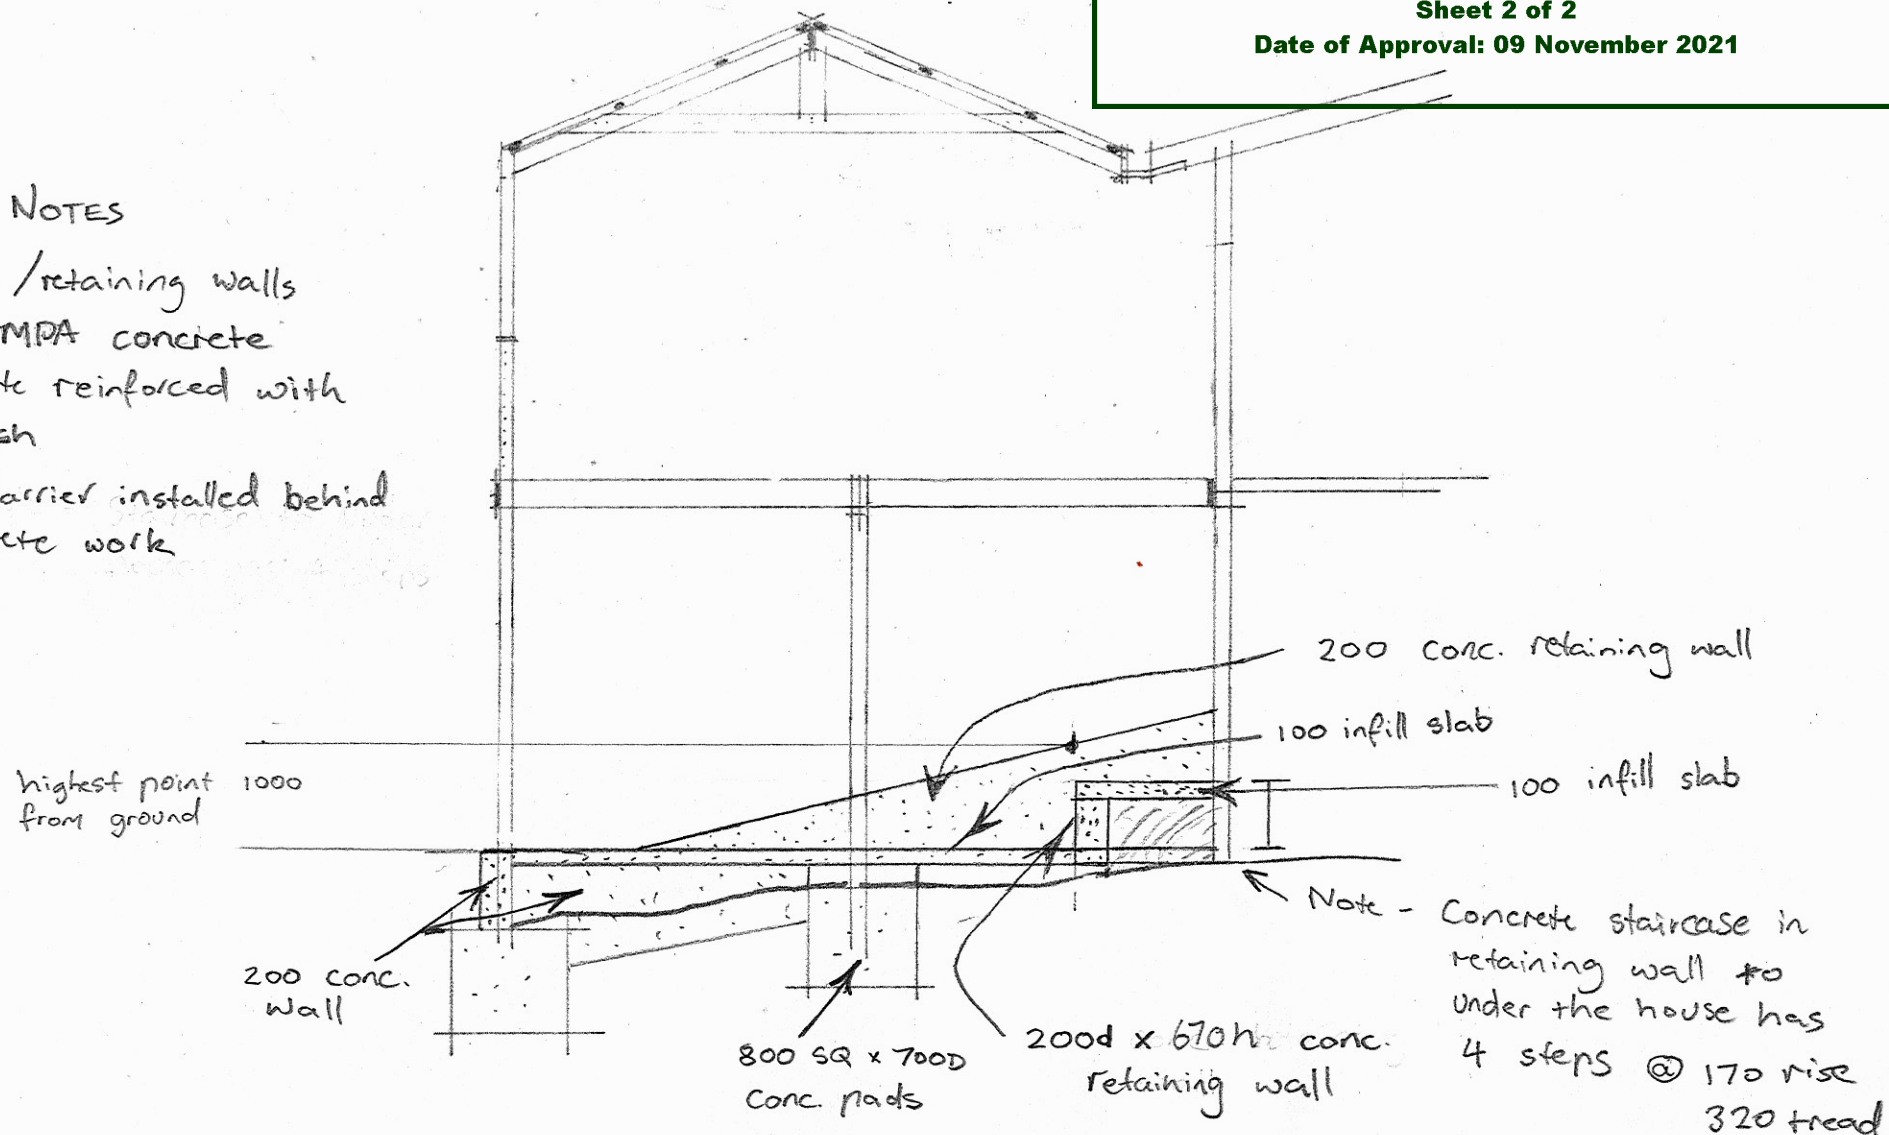 Sheet 2 of 2
Date of Approval: 09 November 2021
NOTES
/retaining walls
MPA concrete
reinforced with
installed behind
work
200 conc. retaining wall
100 infill slab
100 infill slab
highest point 1000
from ground
200 conc.
wall
800 SQ x 700D
conc. pads
200d x 670h conc.
retaining wall
Note - Concrete staircase in
retaining wall to
under the house has
4 steps @ 170 rise
320 tread